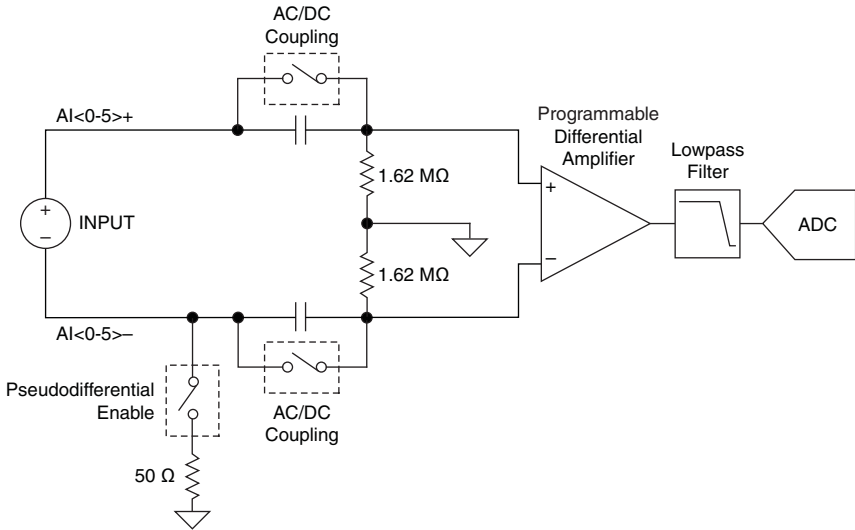 AC/DC
Coupling
AI<0-5>+
Programmable
Differential
Amplifier
Lowpass
Filter
1.62 MΩ
+
+
–
INPUT
ADC
1.62 MΩ
–
AI<0-5>–
Pseudodifferential
Enable
AC/DC
Coupling
50 Ω